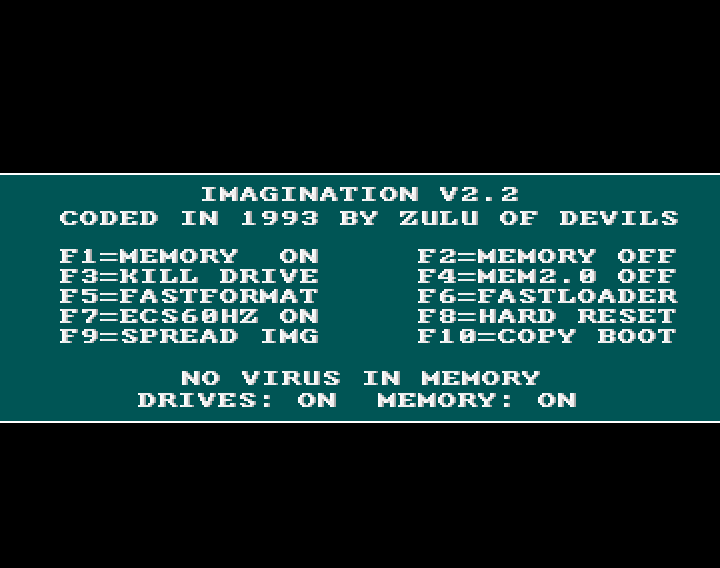 IMAGINATION V2.2
CODED IN 1993 BY ZULU OF DEVILS
F1=MEMORY  ON F2=MEMORY OFF
F3=KILL DRIVE F4=MEM2.0 OFF
F5=FASTFORMAT F6=FASTLOADER
F7=ECS60HZ ON F8=HARD RESET
F9=SPREAD IMG F10=COPY BOOT
NO VIRUS IN MEMORY
DRIVES: ON  MEMORY: ON